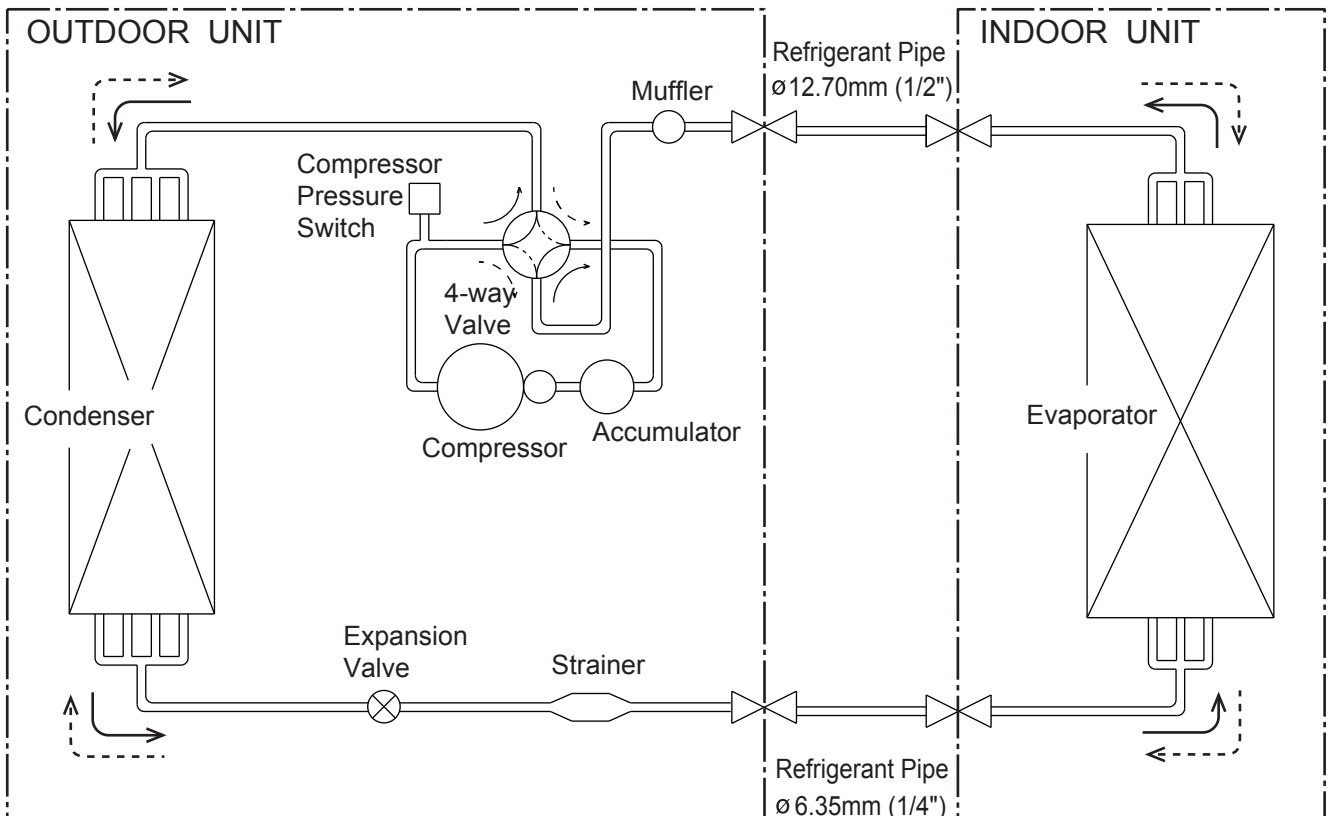 OUTDOOR UNIT
INDOOR UNIT
Refrigerant Pipe
ø12.70mm (1/2")
Muffler
Compressor
Pressure
Switch
4-way
Valve
Condenser
Compressor
Accumulator
Evaporator
Expansion
Valve
Strainer
Refrigerant Pipe
ø6.35mm (1/4")